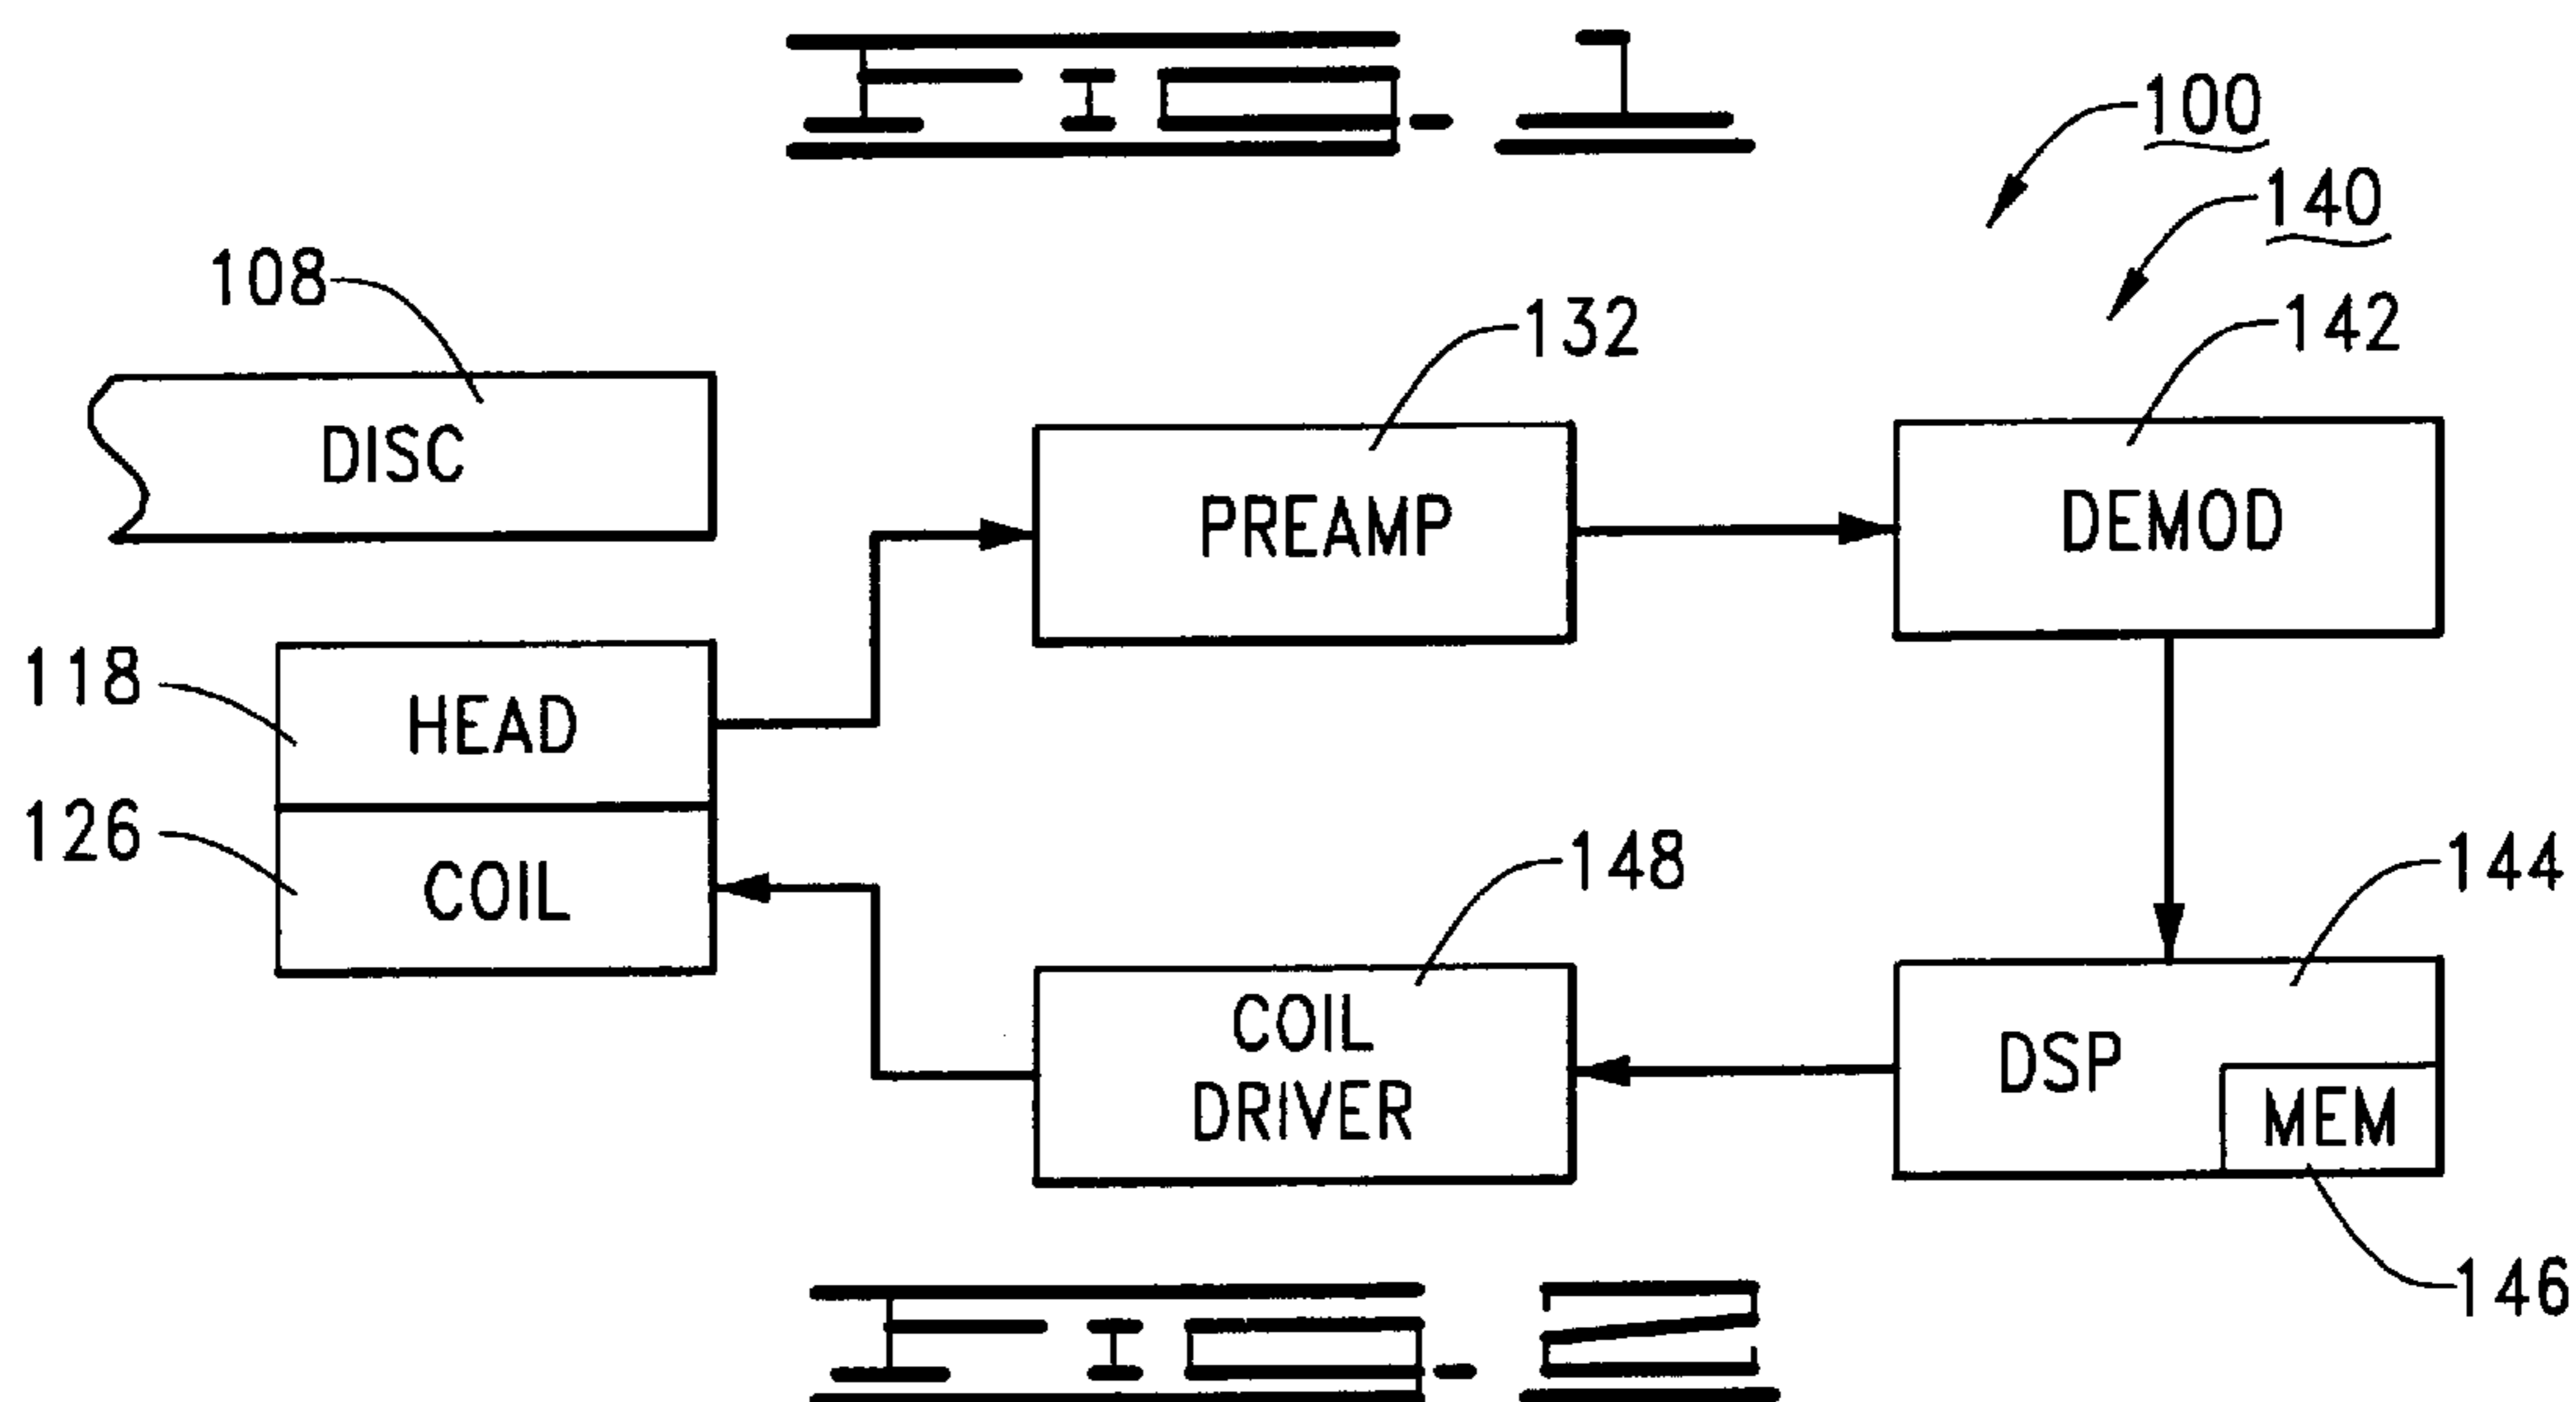 FIG. 1
100
140
108
132
142
DISC
PREAMP
DEMOD
118
HEAD
126
COIL
148
144
COIL
DRIVER
DSP
MEM
146
FIG. 2